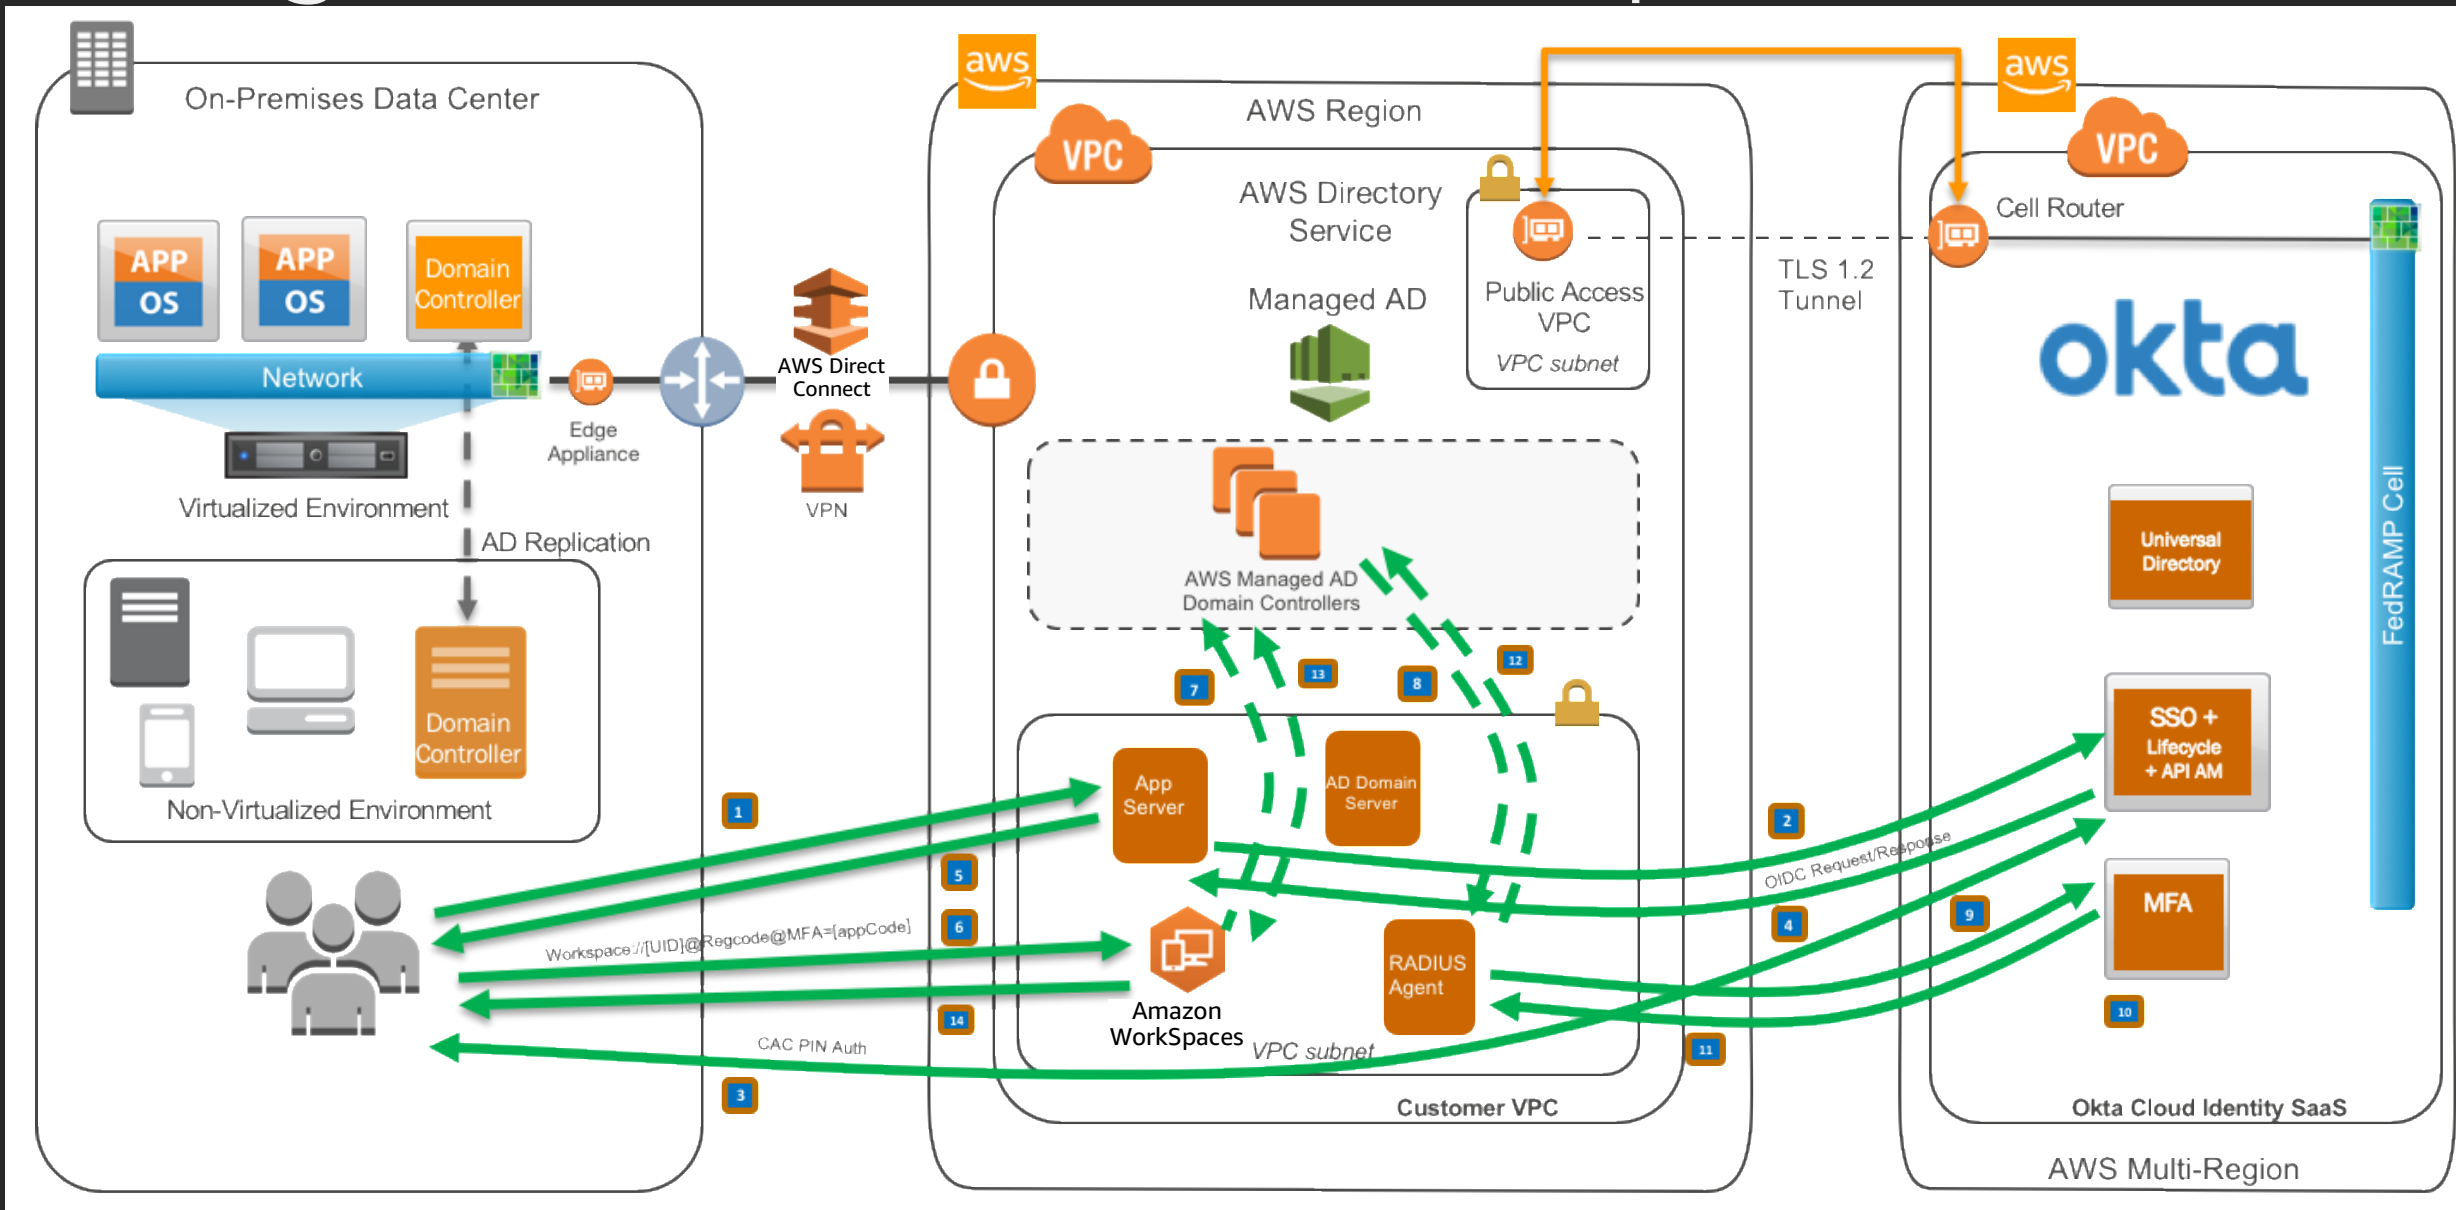 On-Premises Data Center
APP
OS
APP
OS
Domain
Controller
Network
Edge
Appliance
Virtualized Environment
AD Replication
Domain
Controller
Non-Virtualized Environment
AWS Direct
Connect
VPN
aws
AWS Region
VPC
AWS Directory
Service
Managed AD
Public Access
VPC
VPC subnet
AWS Managed AD
Domain Controllers
7
13
8
12
App
Server
AD Domain
Server
1
5
6
Workspace://[UID]@Regcode@MFA=[appCode]
14
CAC PIN Auth
3
Amazon
WorkSpaces
RADIUS
Agent
VPC subnet
Customer VPC
TLS 1.2
Tunnel
2
OIDC Request/Response
4
9
11
aws
VPC
Cell Router
okta
FedRAMP Cell
Universal
Directory
SSO +
Lifecycle
+ API AM
MFA
10
Okta Cloud Identity SaaS
AWS Multi-Region